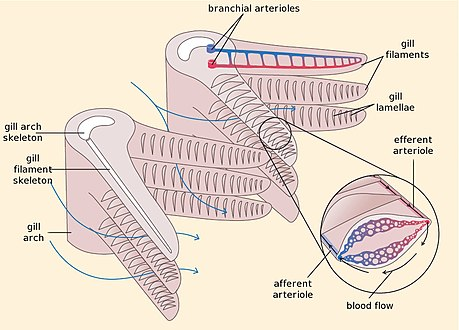 branchial arterioles
gill
filaments
gill
lamellae
gill arch
skeleton
gill
filament
skeleton
gill
arch
efferent
arteriole
afferent
arteriole
blood flow